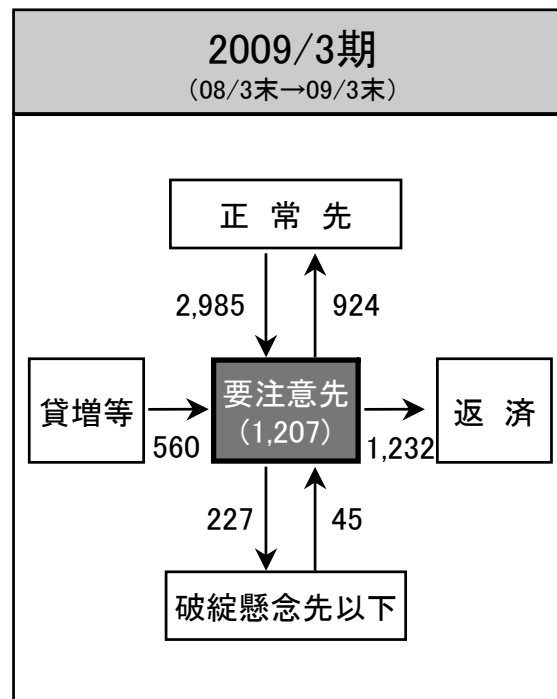 2009/3期
(08/3末→09/3末)
正 常 先
2,985
924
貸増等
560
要注意先
(1,207)
1,232
返 済
227
45
破綻懸念先以下